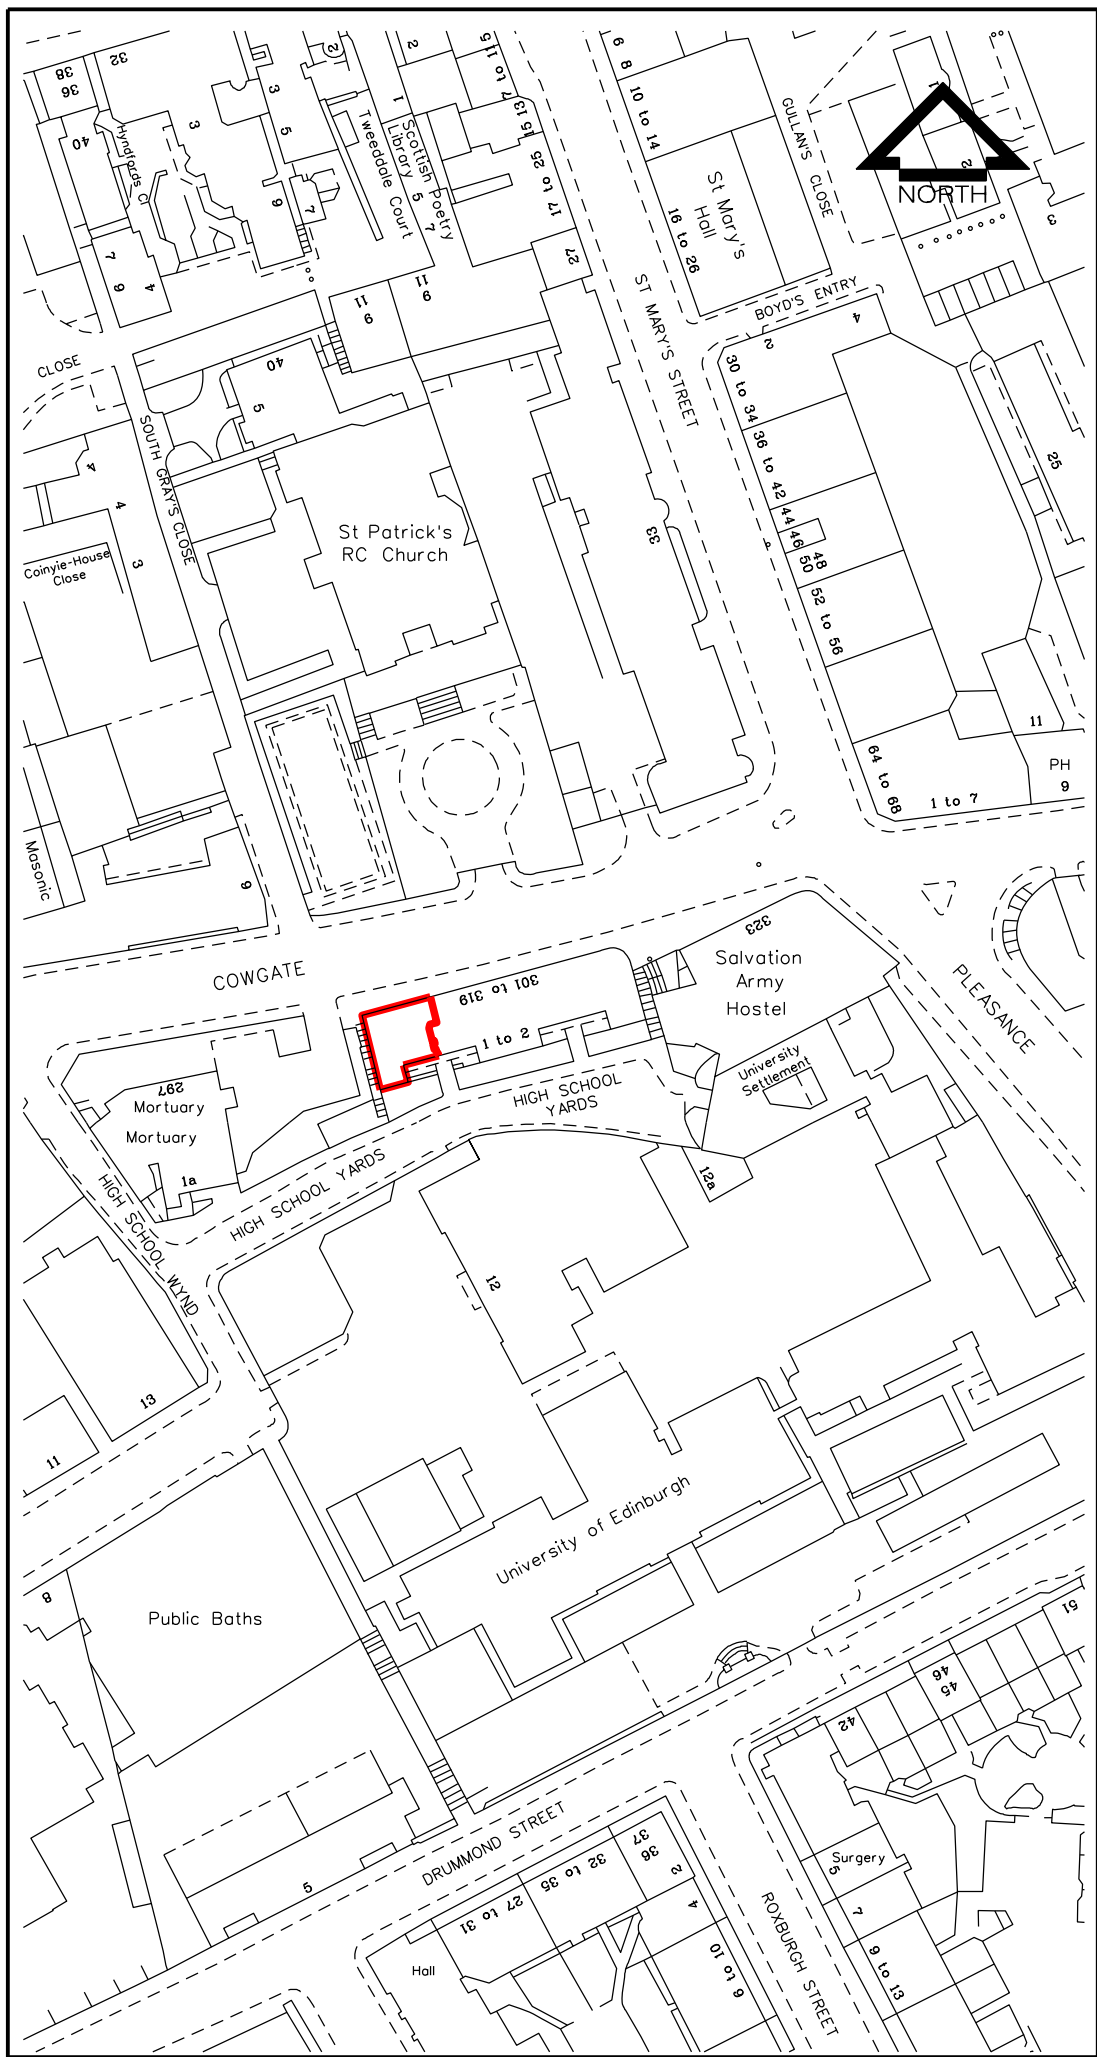 38
36
32
40
Hyndfords Cl
3
7
6
4
3
5
6
7
2
1
Tweeddale Court
Scottish Poetry
Library
5
7
2
15
11 to 7
13
15
25 to 17
27
6
8
10 to 14
St Mary's
Hall
16 to 26
GULLAN'S CLOSE
1
2
3
NORTH
9
11
9
11
BOYD'S ENTRY
2
4
ST MARY'S STREET
CLOSE
40
5
SOUTH GRAY'S CLOSE
4
4
3
Coinyie-House
Close
St Patrick's
RC Church
33
30 to 34
36 to 42
44
46
48
50
52 to 56
64 to 68
1 to 7
25
11
PH
9
Masonic
9
COWGATE
301 to 319
1 to 2
323
Salvation
Army
Hostel
PLEASANCE
University
Settlement
HIGH SCHOOL
YARDS
297
Mortuary
Mortuary
1a
HIGH SCHOOL YARDS
HIGH SCHOOL WYND
12a
12
13
11
University of Edinburgh
8
Public Baths
51
46
45
42
DRUMMOND STREET
5
37
36
32 to 35
27 to 31
2
4
6 to 10
Hall
Surgery
5
7
9 to 13
ROXBURGH STREET